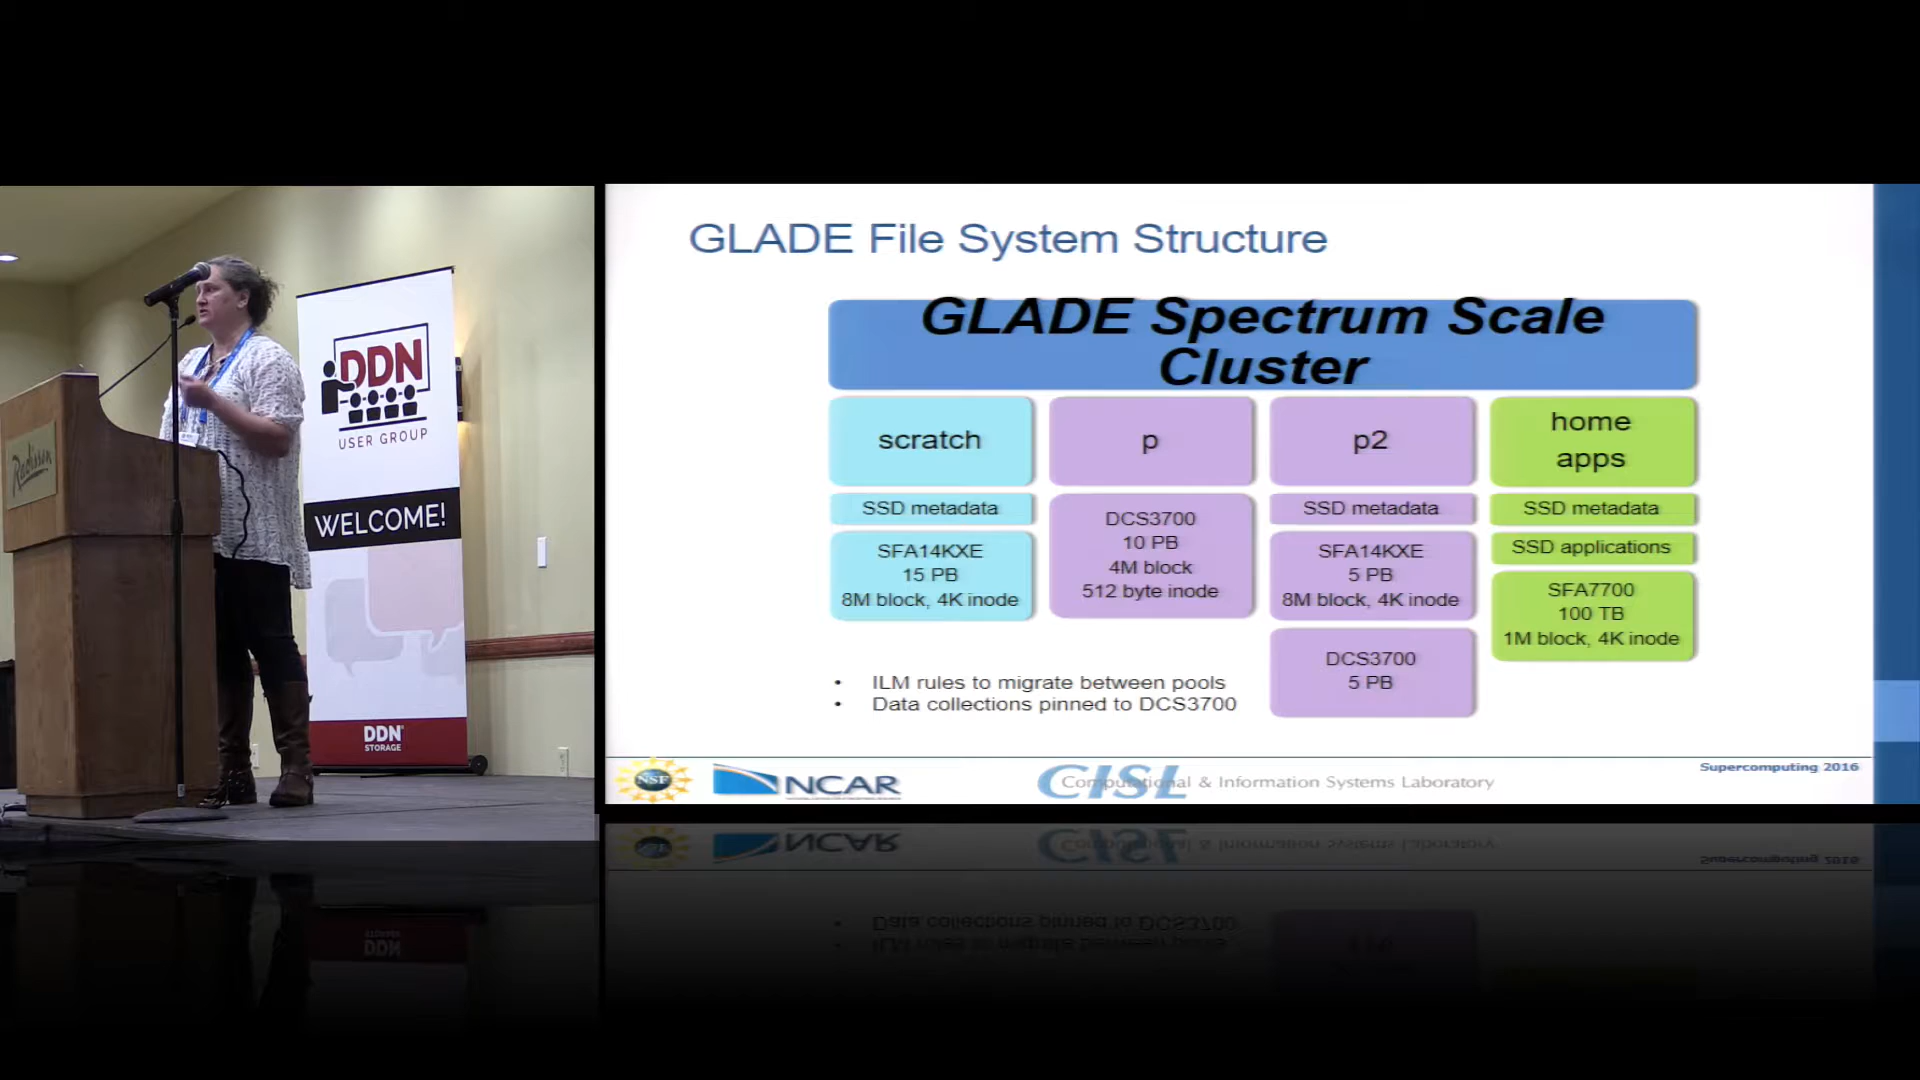 Radisson
DDN
USER GROUP
WELCOME!
DDN
STORAGE
GLADE File System Structure
GLADE Spectrum Scale
Cluster
scratch
SSD metadata
SFA14KXE
15 PB
8M block, 4K inode
p
DCS3700
10 PB
4M block
512 byte inode
p2
SSD metadata
SFA14KXE
5 PB
8M block, 4K inode
DCS3700
5 PB
home
apps
SSD metadata
SSD applications
SFA7700
100 TB
1M block, 4K inode
• ILM rules to migrate between pools
• Data collections pinned to DCS3700
NSF
NCAR
CISL
Computational & Information Systems Laboratory
Supercomputing 2016